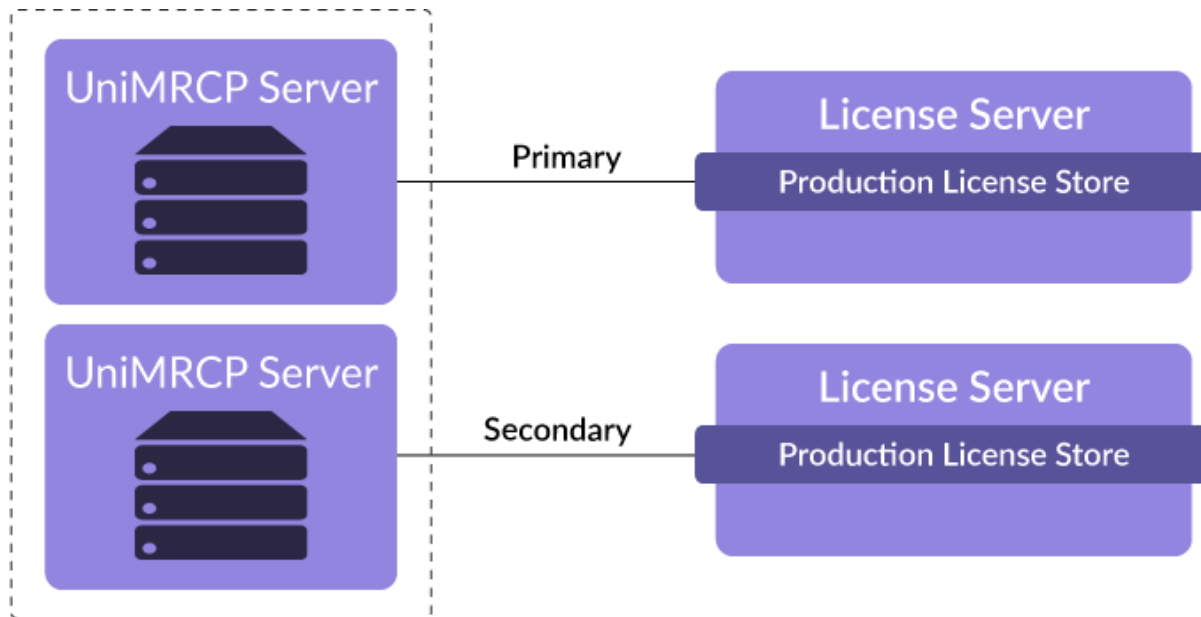 UniMRCP Server
Primary
License Server
Production License Store
UniMRCP Server
Secondary
License Server
Production License Store